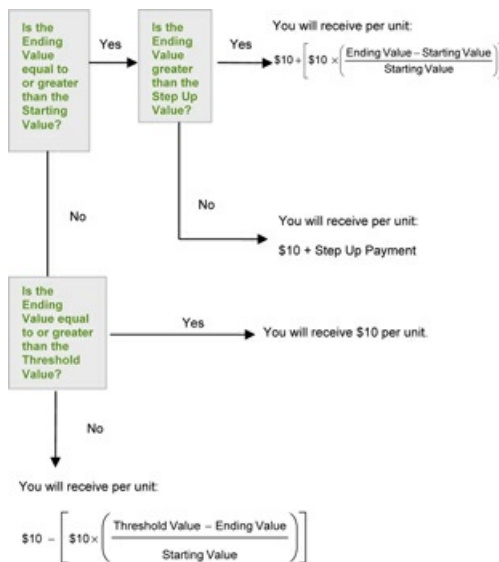 Is the
Ending
Value
equal to
or greater
than the
Starting
Value?
Yes
Is the
Ending
Value
greater
than the
Step Up
Value?
Yes
You will receive per unit:
$10 + [ $10 × ( Ending Value – Starting Value / Starting Value ) ]
No
No
You will receive per unit:
$10 + Step Up Payment
Is the
Ending
Value equal
to or greater
than the
Threshold
Value?
Yes
You will receive $10 per unit.
No
You will receive per unit:
$10 – [ $10 × ( Threshold Value – Ending Value / Starting Value ) ]